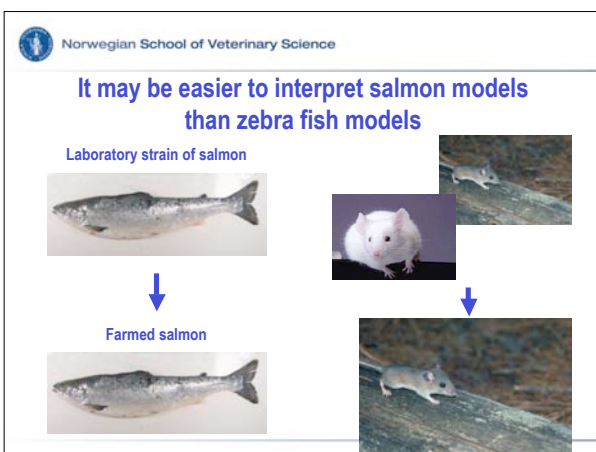 Norwegian School of Veterinary Science
It may be easier to interpret salmon models
than zebra fish models
Laboratory strain of salmon
Farmed salmon